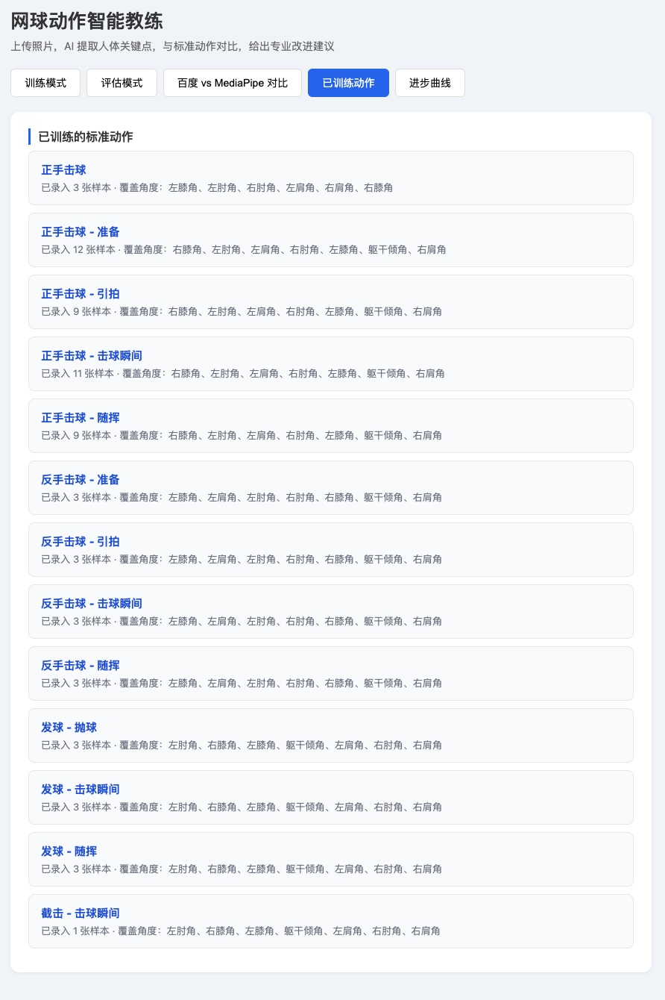 网球动作智能教练
上传照片，AI 提取人体关键点，与标准动作对比，给出专业改进建议
训练模式 评估模式 百度 vs MediaPipe 对比 已训练动作 进步曲线
已训练的标准动作
正手击球
已录入 3 张样本 · 覆盖角度：左膝角、左肘角、右肘角、左肩角、右肩角、右膝角
正手击球 - 准备
已录入 12 张样本 · 覆盖角度：右膝角、左肘角、左肩角、右肘角、左膝角、躯干倾角、右肩角
正手击球 - 引拍
已录入 9 张样本 · 覆盖角度：右膝角、左肘角、左肩角、右肘角、左膝角、躯干倾角、右肩角
正手击球 - 击球瞬间
已录入 11 张样本 · 覆盖角度：右膝角、左肘角、左肩角、右肘角、左膝角、躯干倾角、右肩角
正手击球 - 随挥
已录入 9 张样本 · 覆盖角度：右膝角、左肘角、左肩角、右肘角、左膝角、躯干倾角、右肩角
反手击球 - 准备
已录入 3 张样本 · 覆盖角度：左膝角、左肩角、左肘角、右肘角、右膝角、躯干倾角、右肩角
反手击球 - 引拍
已录入 3 张样本 · 覆盖角度：左膝角、左肩角、左肘角、右肘角、右膝角、躯干倾角、右肩角
反手击球 - 击球瞬间
已录入 3 张样本 · 覆盖角度：左膝角、左肩角、左肘角、右肘角、右膝角、躯干倾角、右肩角
反手击球 - 随挥
已录入 3 张样本 · 覆盖角度：左膝角、左肩角、左肘角、右肘角、右膝角、躯干倾角、右肩角
发球 - 抛球
已录入 3 张样本 · 覆盖角度：左肘角、右膝角、左膝角、躯干倾角、左肩角、右肘角、右肩角
发球 - 击球瞬间
已录入 3 张样本 · 覆盖角度：左肘角、右膝角、左膝角、躯干倾角、左肩角、右肘角、右肩角
发球 - 随挥
已录入 3 张样本 · 覆盖角度：左肘角、右膝角、左膝角、躯干倾角、左肩角、右肘角、右肩角
截击 - 击球瞬间
已录入 1 张样本 · 覆盖角度：左肘角、右膝角、左膝角、躯干倾角、左肩角、右肘角、右肩角